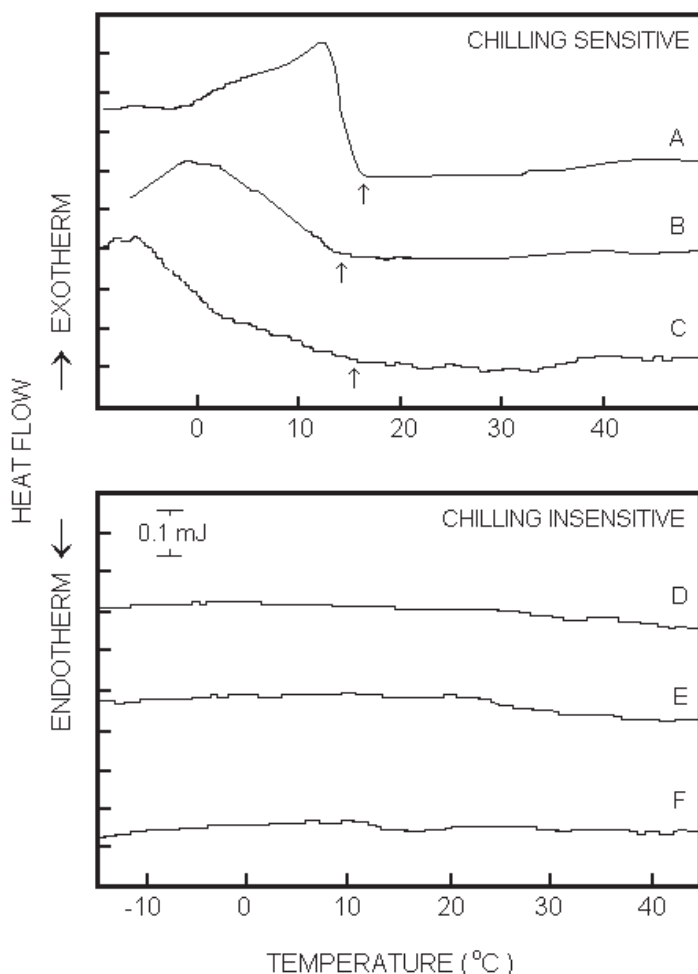 CHILLING SENSITIVE
A
B
C
0 10 20 30 40
HEAT FLOW
EXOTHERM
ENDOTHERM
CHILLING INSENSITIVE
0.1 mJ
D
E
F
-10 0 10 20 30 40
TEMPERATURE (°C)